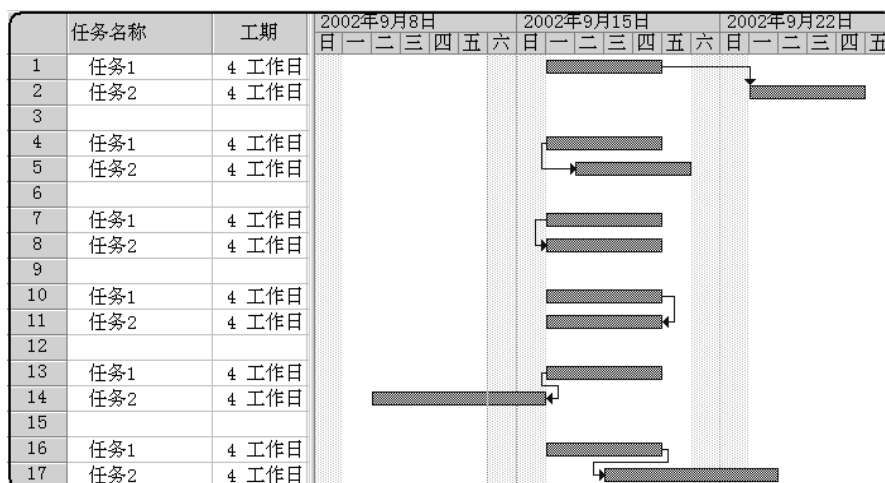 任务名称 工期 2002年9月8日 2002年9月15日 2002年9月22日
日 一 二 三 四 五 六 日 一 二 三 四 五 六 日 一 二 三 四 五
1 任务1 4 工作日
2 任务2 4 工作日
3
4 任务1 4 工作日
5 任务2 4 工作日
6
7 任务1 4 工作日
8 任务2 4 工作日
9
10 任务1 4 工作日
11 任务2 4 工作日
12
13 任务1 4 工作日
14 任务2 4 工作日
15
16 任务1 4 工作日
17 任务2 4 工作日